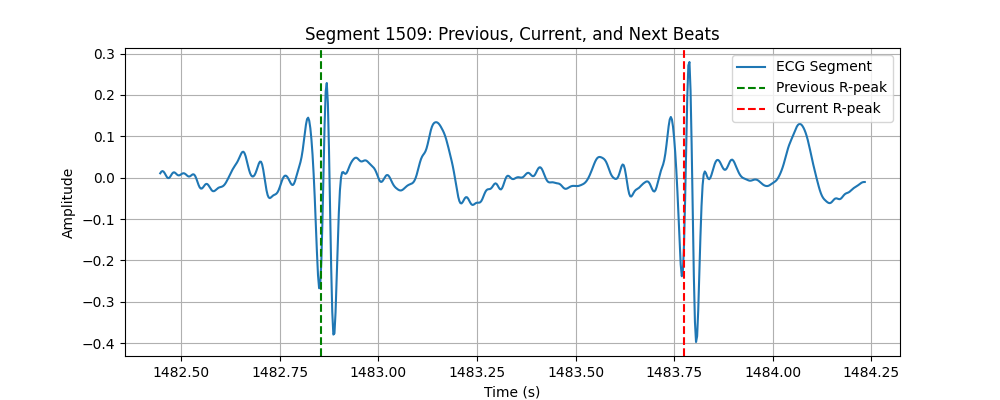 Segment 1509: Previous, Current, and Next Beats
0.3
0.2
0.1
0.0
−0.1
−0.2
−0.3
−0.4
Amplitude
ECG Segment
Previous R-peak
Current R-peak
1482.50 1482.75 1483.00 1483.25 1483.50 1483.75 1484.00 1484.25
Time (s)